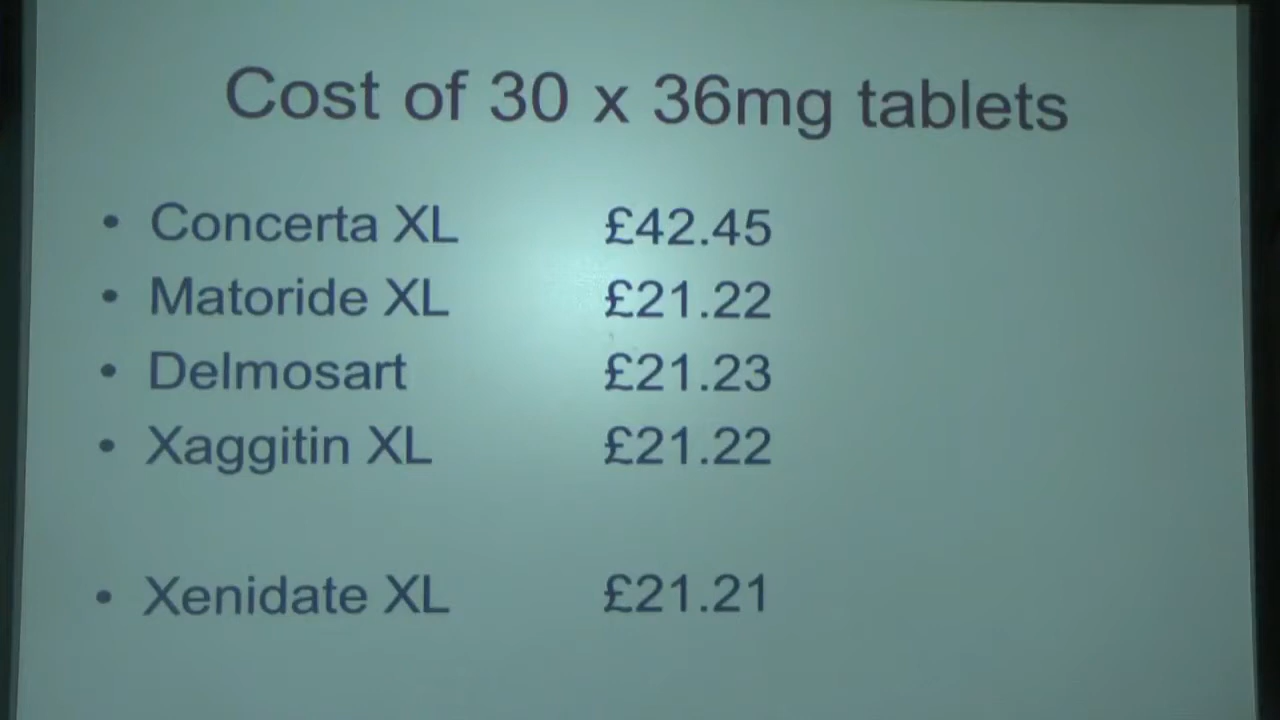 Cost of 30 x 36mg tablets
• Concerta XL £42.45
• Matoride XL £21.22
• Delmosart £21.23
• Xaggitin XL £21.22
• Xenidate XL £21.21